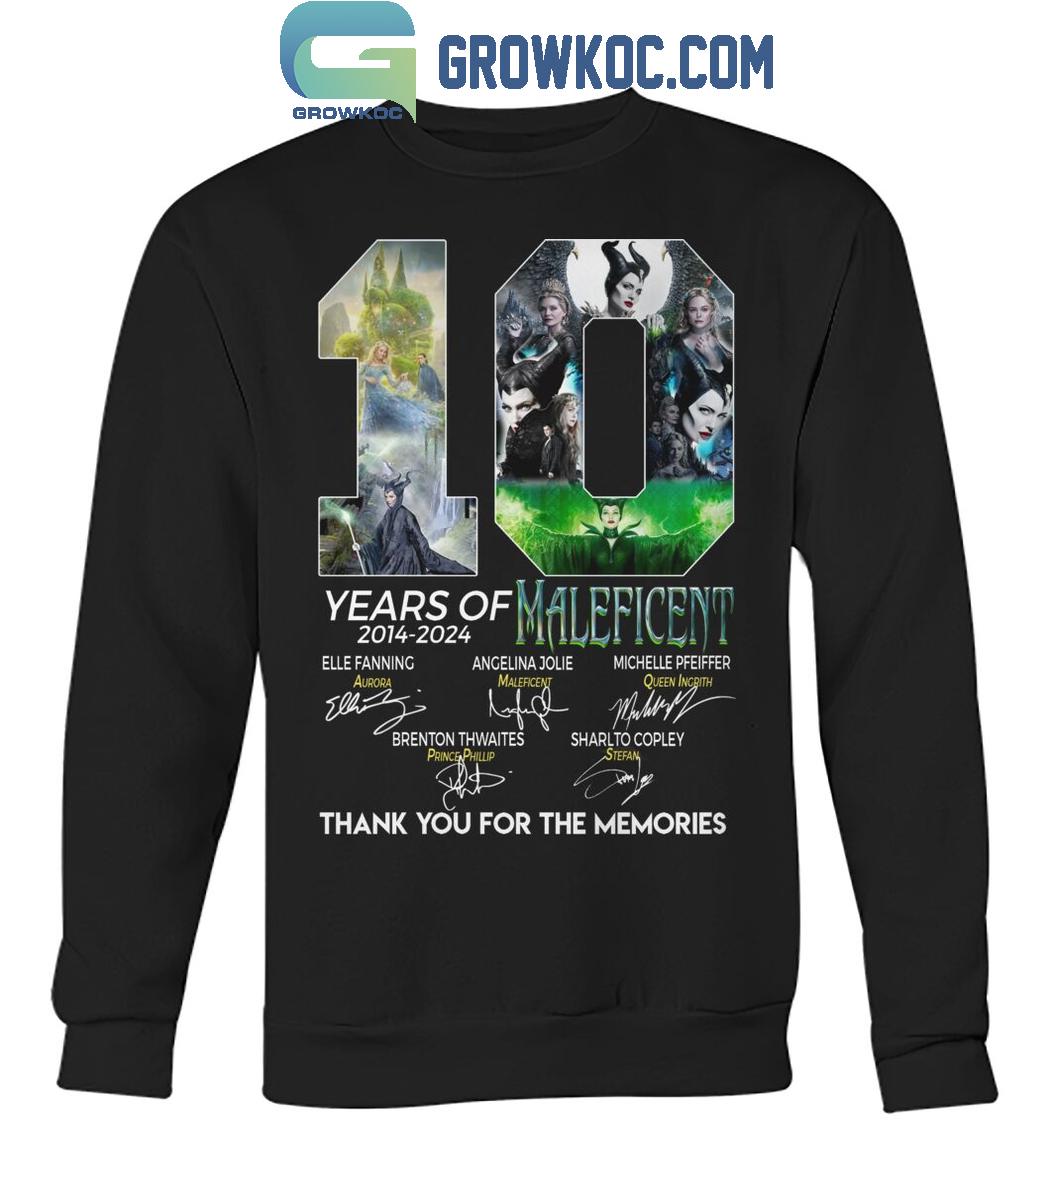 GROWKOC.COM
GROWKOC
10
YEARS OF MALEFICENT
2014-2024
ELLE FANNING ANGELINA JOLIE MICHELLE PFEIFFER
AURORA MALEFICENT QUEEN INGRITH
BRENTON THWAITES SHARLTO COPLEY
PRINCE PHILLIP STEFAN
THANK YOU FOR THE MEMORIES